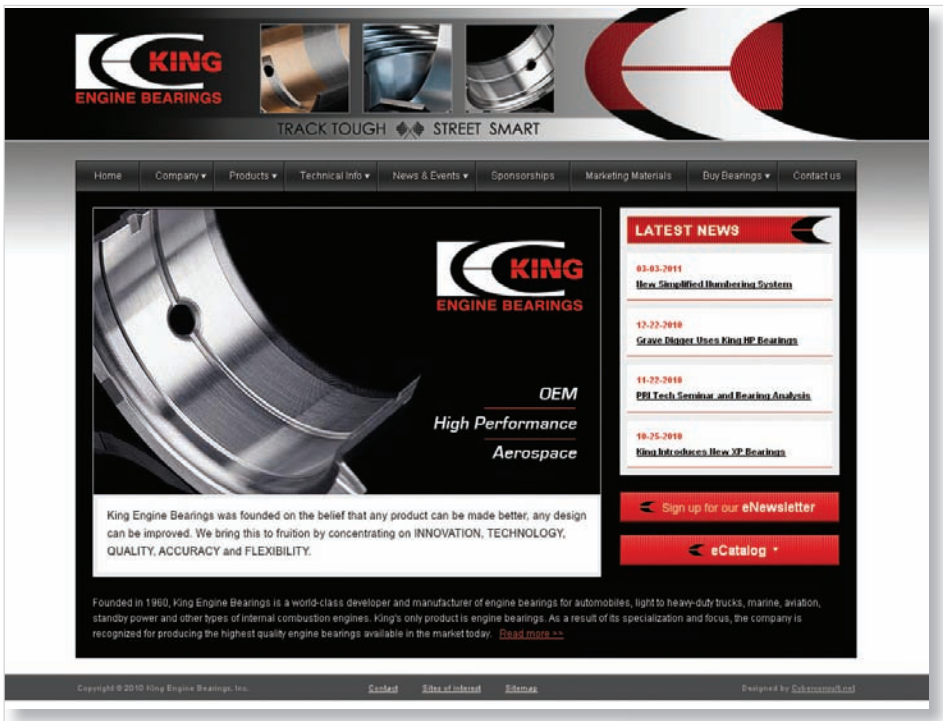 KING
ENGINE BEARINGS
TRACK TOUGH STREET SMART
Home Company Products Technical Info News & Events Sponsorships Marketing Materials Buy Bearings Contact us
KING
ENGINE BEARINGS
OEM
High Performance
Aerospace
King Engine Bearings was founded on the belief that any product can be made better, any design
can be improved. We bring this to fruition by concentrating on INNOVATION, TECHNOLOGY,
QUALITY, ACCURACY and FLEXIBILITY.
LATEST NEWS
03-03-2011
New Simplified Numbering System
12-22-2010
Grave Digger Uses King HP Bearings
11-22-2010
PRI Tech Seminar and Bearing Analysis
10-25-2010
King Introduces New XP Bearings
Sign up for our eNewsletter
eCatalog
Founded in 1960, King Engine Bearings is a world-class developer and manufacturer of engine bearings for automobiles, light to heavy-duty trucks, marine, aviation,
standby power and other types of internal combustion engines. King's only product is engine bearings. As a result of its specialization and focus, the company is
recognized for producing the highest quality engine bearings available in the market today. Read more >>
Copyright © 2010 King Engine Bearings, Inc. Contact Sites of interest Sitemap Designed by Cyberconsult.net